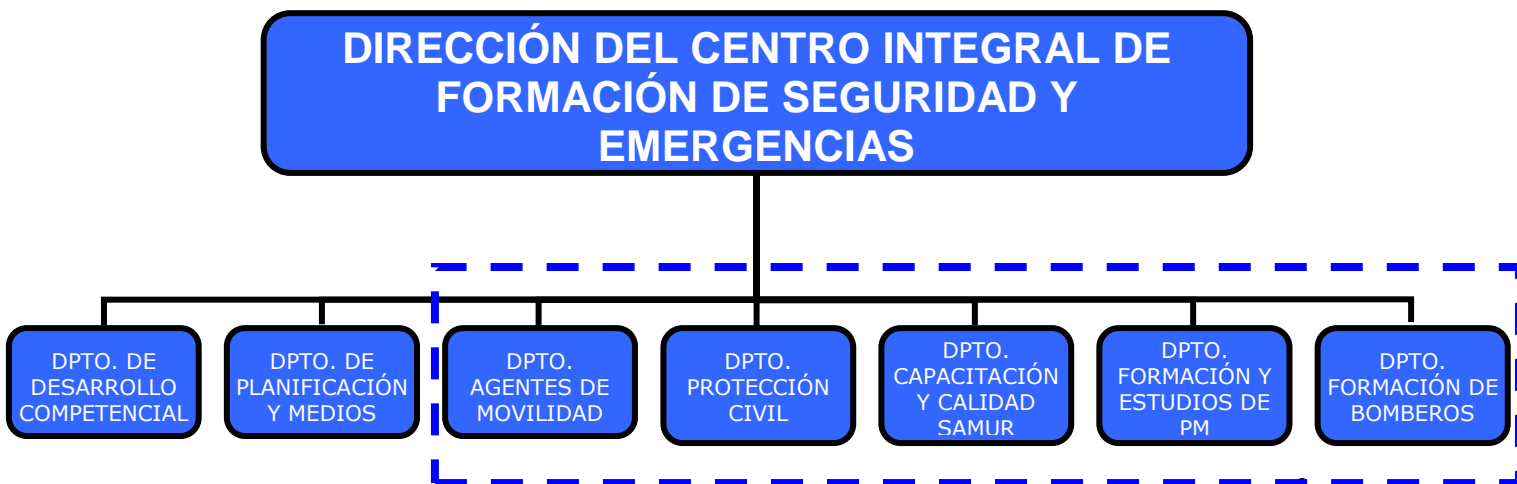 DIRECCIÓN DEL CENTRO INTEGRAL DE
FORMACIÓN DE SEGURIDAD Y
EMERGENCIAS
DPTO. DE
DESARROLLO
COMPETENCIAL
DPTO. DE
PLANIFICACIÓN
Y MEDIOS
DPTO.
AGENTES DE
MOVILIDAD
DPTO.
PROTECCIÓN
CIVIL
DPTO.
CAPACITACIÓN
Y CALIDAD
SAMUR
DPTO.
FORMACIÓN Y
ESTUDIOS DE
PM
DPTO.
FORMACIÓN DE
BOMBEROS